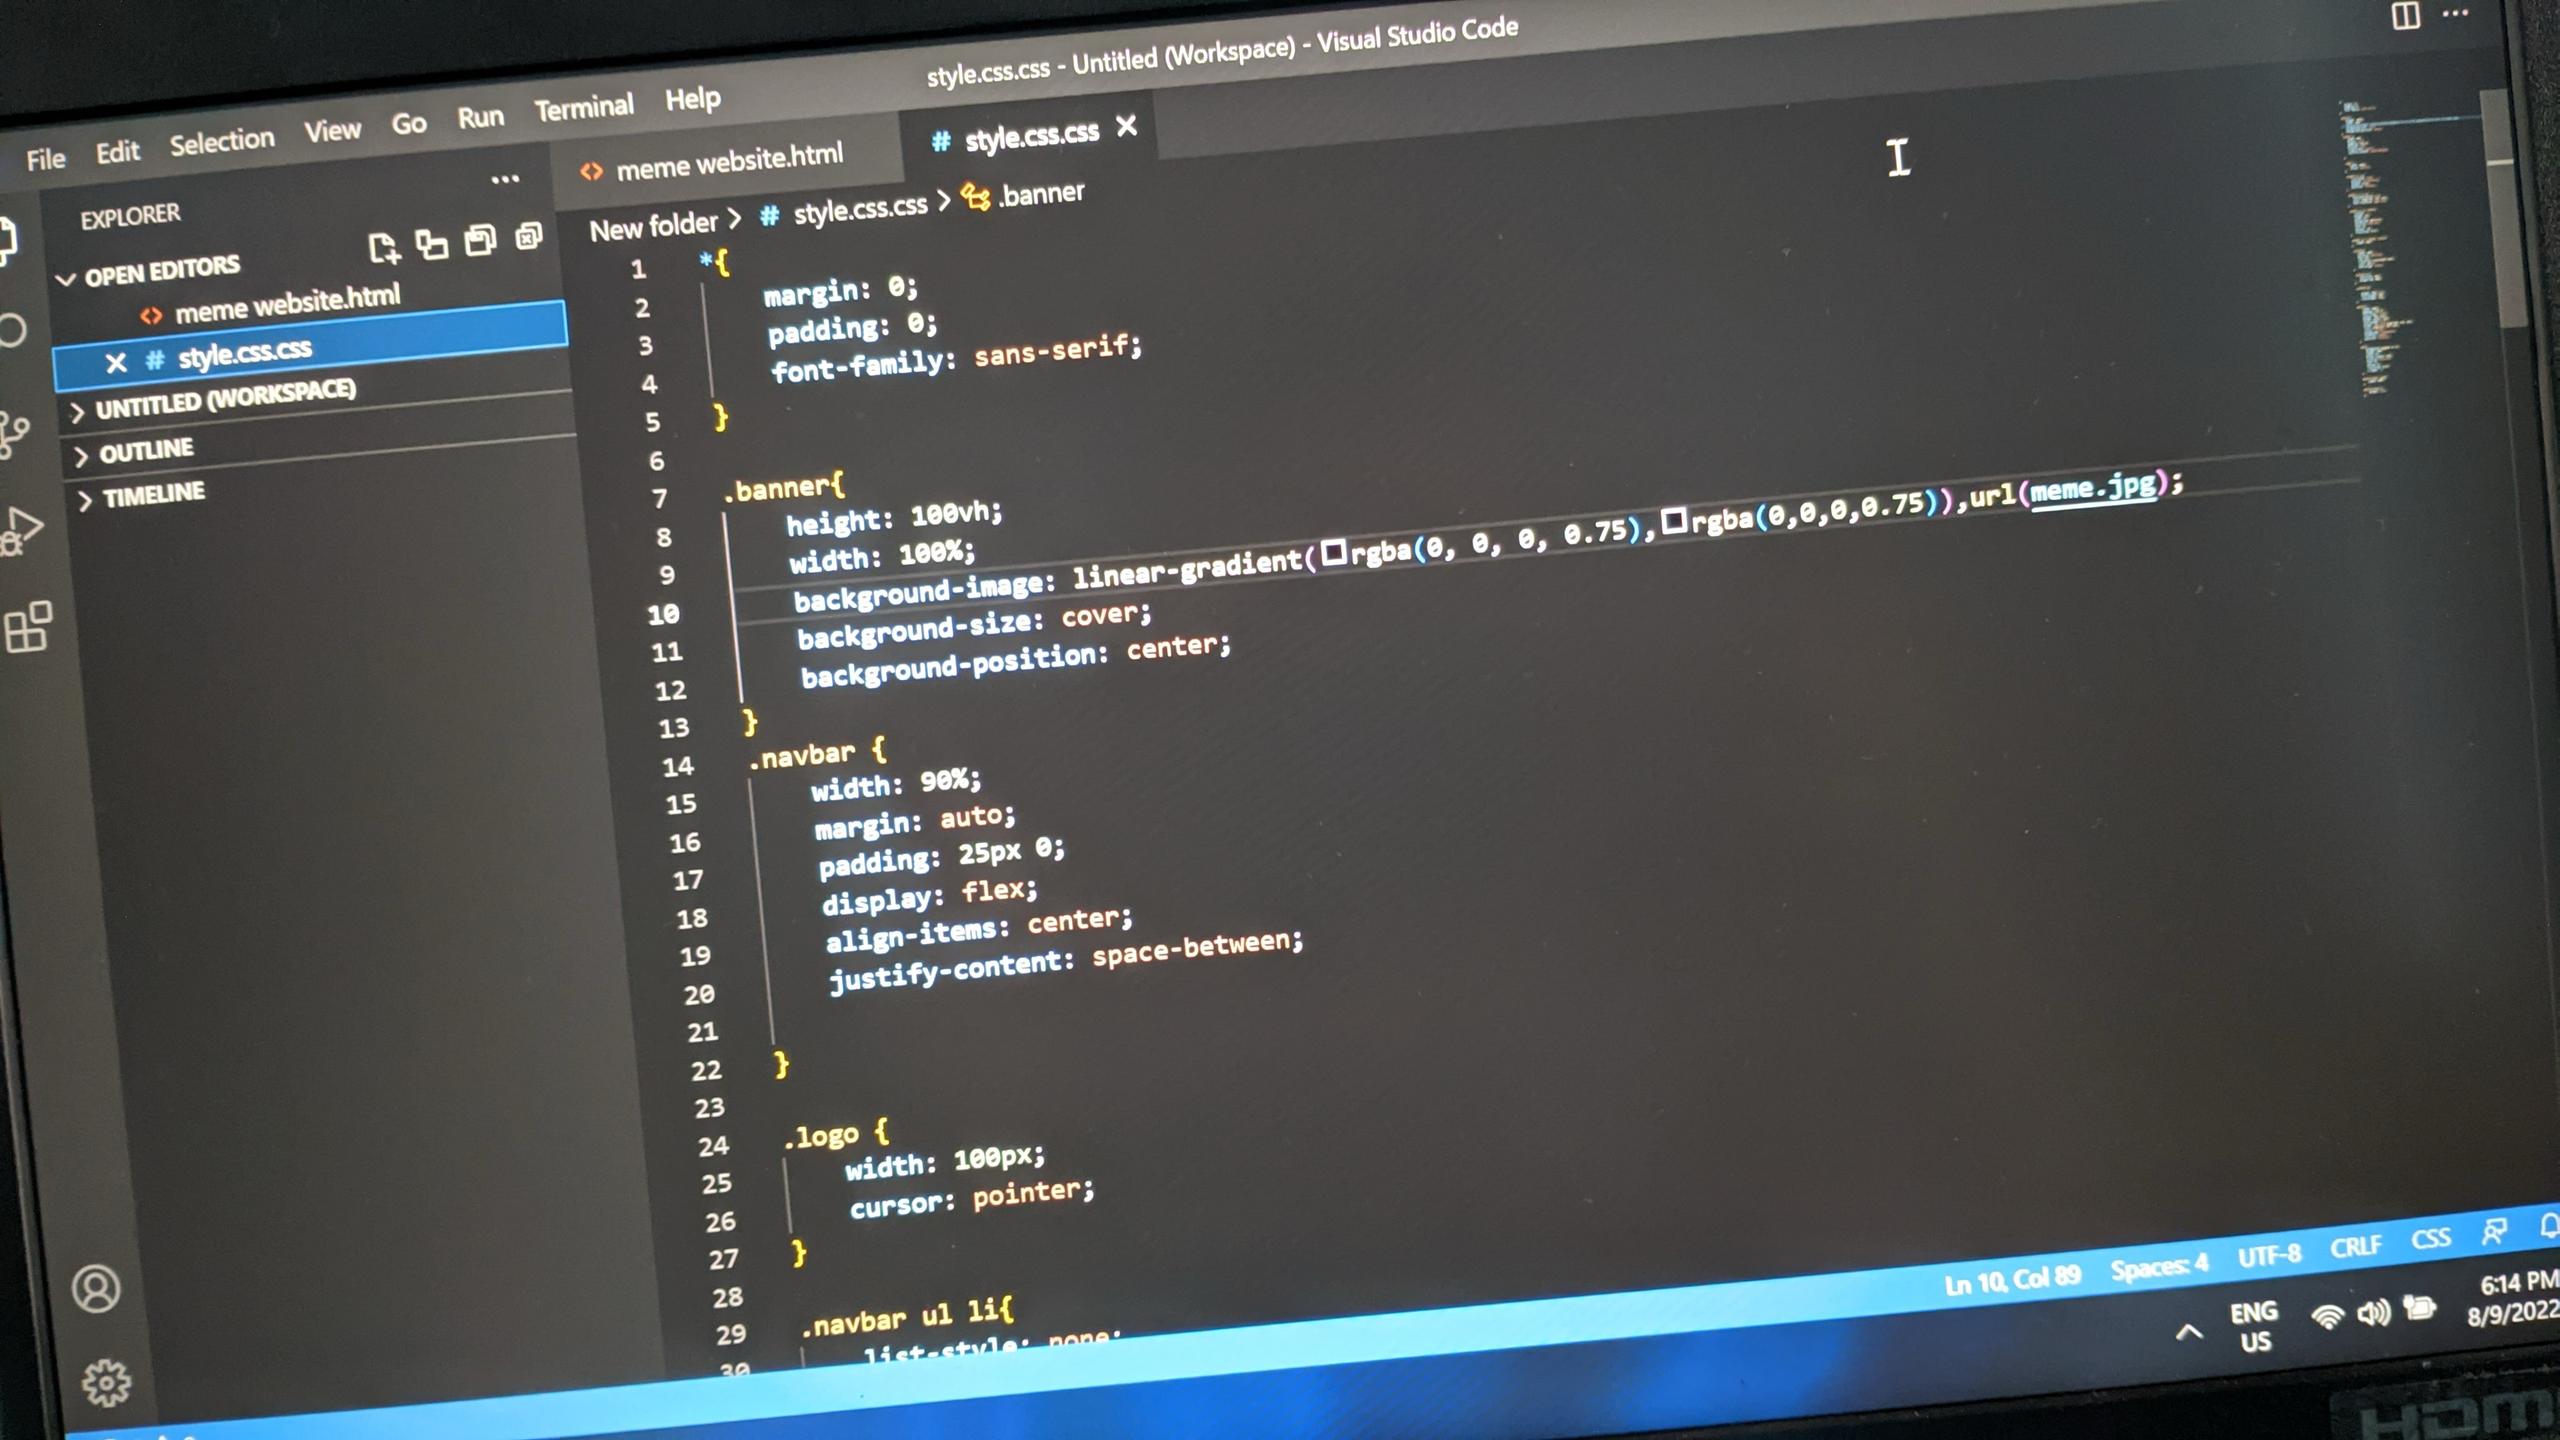 style.css.css - Untitled (Workspace) - Visual Studio Code
File Edit Selection View Go Run Terminal Help
EXPLORER
OPEN EDITORS
meme website.html
style.css.css
UNTITLED (WORKSPACE)
OUTLINE
TIMELINE
meme website.html
# style.css.css
New folder > # style.css.css > .banner
1 *{
2 margin: 0;
3 padding: 0;
4 font-family: sans-serif;
5 }
6
7 .banner{
8 height: 100vh;
9 width: 100%;
10 background-image: linear-gradient(rgba(0, 0, 0, 0.75),rgba(0,0,0,0.75)),url(meme.jpg);
11 background-size: cover;
12 background-position: center;
13 }
14 .navbar {
15 width: 90%;
16 margin: auto;
17 padding: 25px 0;
18 display: flex;
19 align-items: center;
20 justify-content: space-between;
21
22 }
23
24 .logo {
25 width: 100px;
26 cursor: pointer;
27 }
28
29 .navbar ul li{
30 list-style: none;
Ln 10, Col 89 Spaces: 4 UTF-8 CRLF CSS
ENG
US
6:14 PM
8/9/2022
HDMI